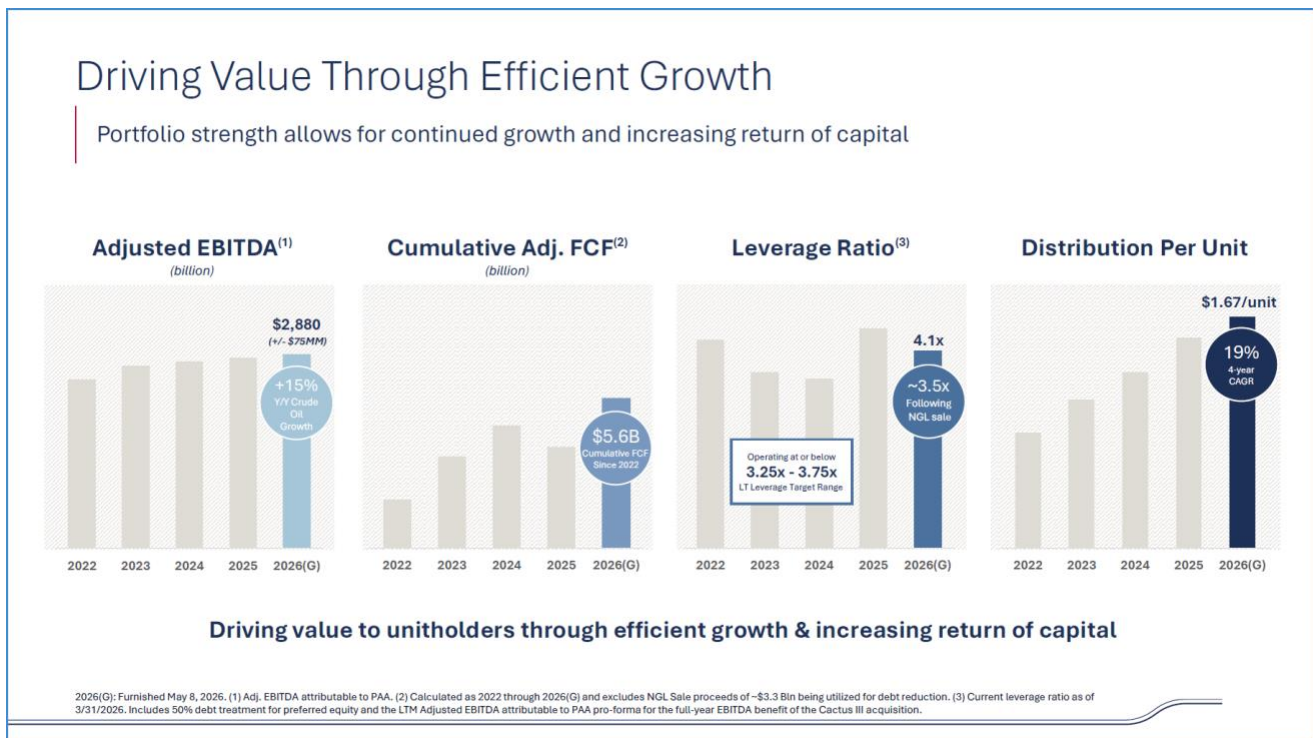 Driving Value Through Efficient Growth
Portfolio strength allows for continued growth and increasing return of capital
Adjusted EBITDA(1)
(billion)
$2,880
(+/- $75MM)
+15%
Y/Y Crude
Oil
Growth
2022 2023 2024 2025 2026(G)
Cumulative Adj. FCF(2)
(billion)
$5.6B
Cumulative FCF
Since 2022
2022 2023 2024 2025 2026(G)
Leverage Ratio(3)
4.1x
~3.5x
Following
NGL sale
Operating at or below
3.25x - 3.75x
LT Leverage Target Range
2022 2023 2024 2025 2026(G)
Distribution Per Unit
$1.67/unit
19%
4-year
CAGR
2022 2023 2024 2025 2026(G)
Driving value to unitholders through efficient growth & increasing return of capital
2026(G): Furnished May 8, 2026. (1) Adj. EBITDA attributable to PAA. (2) Calculated as 2022 through 2026(G) and excludes NGL Sale proceeds of ~$3.3 Bln being utilized for debt reduction. (3) Current leverage ratio as of
3/31/2026. Includes 50% debt treatment for preferred equity and the LTM Adjusted EBITDA attributable to PAA pro-forma for the full-year EBITDA benefit of the Cactus III acquisition.